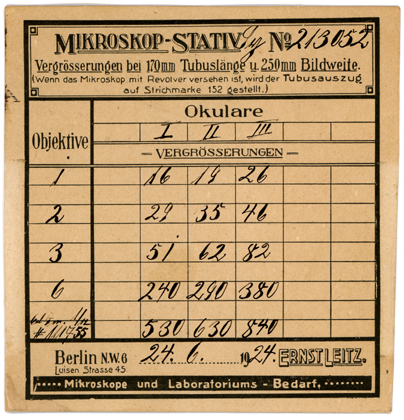 MIKROSKOP-STATIV No 213052
Vergrösserungen bei 170mm Tubuslänge u. 250mm Bildweite.
(Wenn das Mikroskop mit Revolver versehen ist, wird der Tubusauszug
auf Strichmarke 152 gestellt.)
Objektive
Okulare
I II III
VERGRÖSSERUNGEN
1 16 19 26
2 29 35 46
3 51 62 82
6 240 290 380
530 630 840
Berlin N.W.6 24. 6. 1924. ERNST LEITZ.
Luisen Strasse 45
Mikroskope und Laboratoriums-Bedarf.